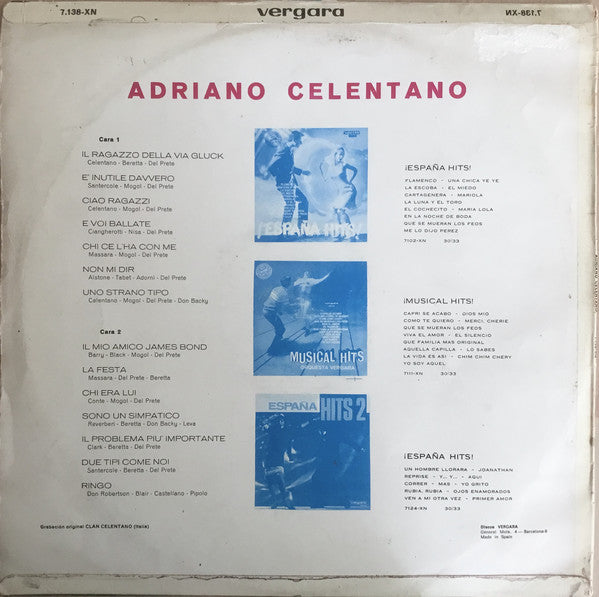 7.138-XN
vergara
7.138-XN
ADRIANO CELENTANO
Cara 1
IL RAGAZZO DELLA VIA GLUCK
Celentano - Beretta - Del Prete
E' INUTILE DAVVERO
Santercole - Mogol - Del Prete
CIAO RAGAZZI
Celentano - Mogol - Del Prete
E VOI BALLATE
Ciangherotti - Nisa - Del Prete
CHI CE L'HA CON ME
Massara - Mogol - Del Prete
NON MI DIR
Alstone - Tabet - Adorni - Del Prete
UNO STRANO TIPO
Celentano - Mogol - Del Prete - Don Backy
Cara 2
IL MIO AMICO JAMES BOND
Barry - Black - Mogol - Del Prete
LA FESTA
Massara - Del Prete - Beretta
CHI ERA LUI
Conte - Mogol - Del Prete
SONO UN SIMPATICO
Reverberi - Beretta - Don Backy - Leva
IL PROBLEMA PIU' IMPORTANTE
Clark - Beretta - Del Prete
DUE TIPI COME NOI
Santercole - Beretta - Del Prete
RINGO
Don Robertson - Blair - Castellano - Pipolo
Grabación original CLAN CELENTANO (Italia)
¡ESPAÑA HITS!
MUSICAL HITS
ORQUESTA VERGARA
ESPAÑA
HITS 2
¡ESPAÑA HITS!
FLAMENCO - UNA CHICA YE YE
LA ESCOBA - EL MIEDO
CARTAGENERA - MARIOLA
LA LUNA Y EL TORO
EL COCHECITO - MARIA LOLA
EN LA NOCHE DE BODA
QUE SE MUERAN LOS FEOS
ME LO DIJO PEREZ
7102-XN 30/33
¡MUSICAL HITS!
CAPRI SE ACABO - DIOS MIO
COMO TE QUIERO - MERCI, CHERIE
QUE SE MUERAN LOS FEOS
VIVA EL AMOR - EL SILENCIO
QUE FAMILIA MAS ORIGINAL
AQUELLA CAPILLA - LO SABES
LA VIDA ES ASI - CHIM CHIM CHERY
YO SOY AQUEL
7111-XN 30/33
¡ESPAÑA HITS!
UN HOMBRE LLORARA - JOANATHAN
REPRISE - Y... Y... - AQUI
CORRER - MAS - YO GRITO
RUBIA, RUBIA - OJOS ENAMORADOS
VEN A MI OTRA VEZ - PRIMER AMOR
7124-XN 30/33
Discos VERGARA
General Mola, 4 — Barcelona-9
Made in Spain